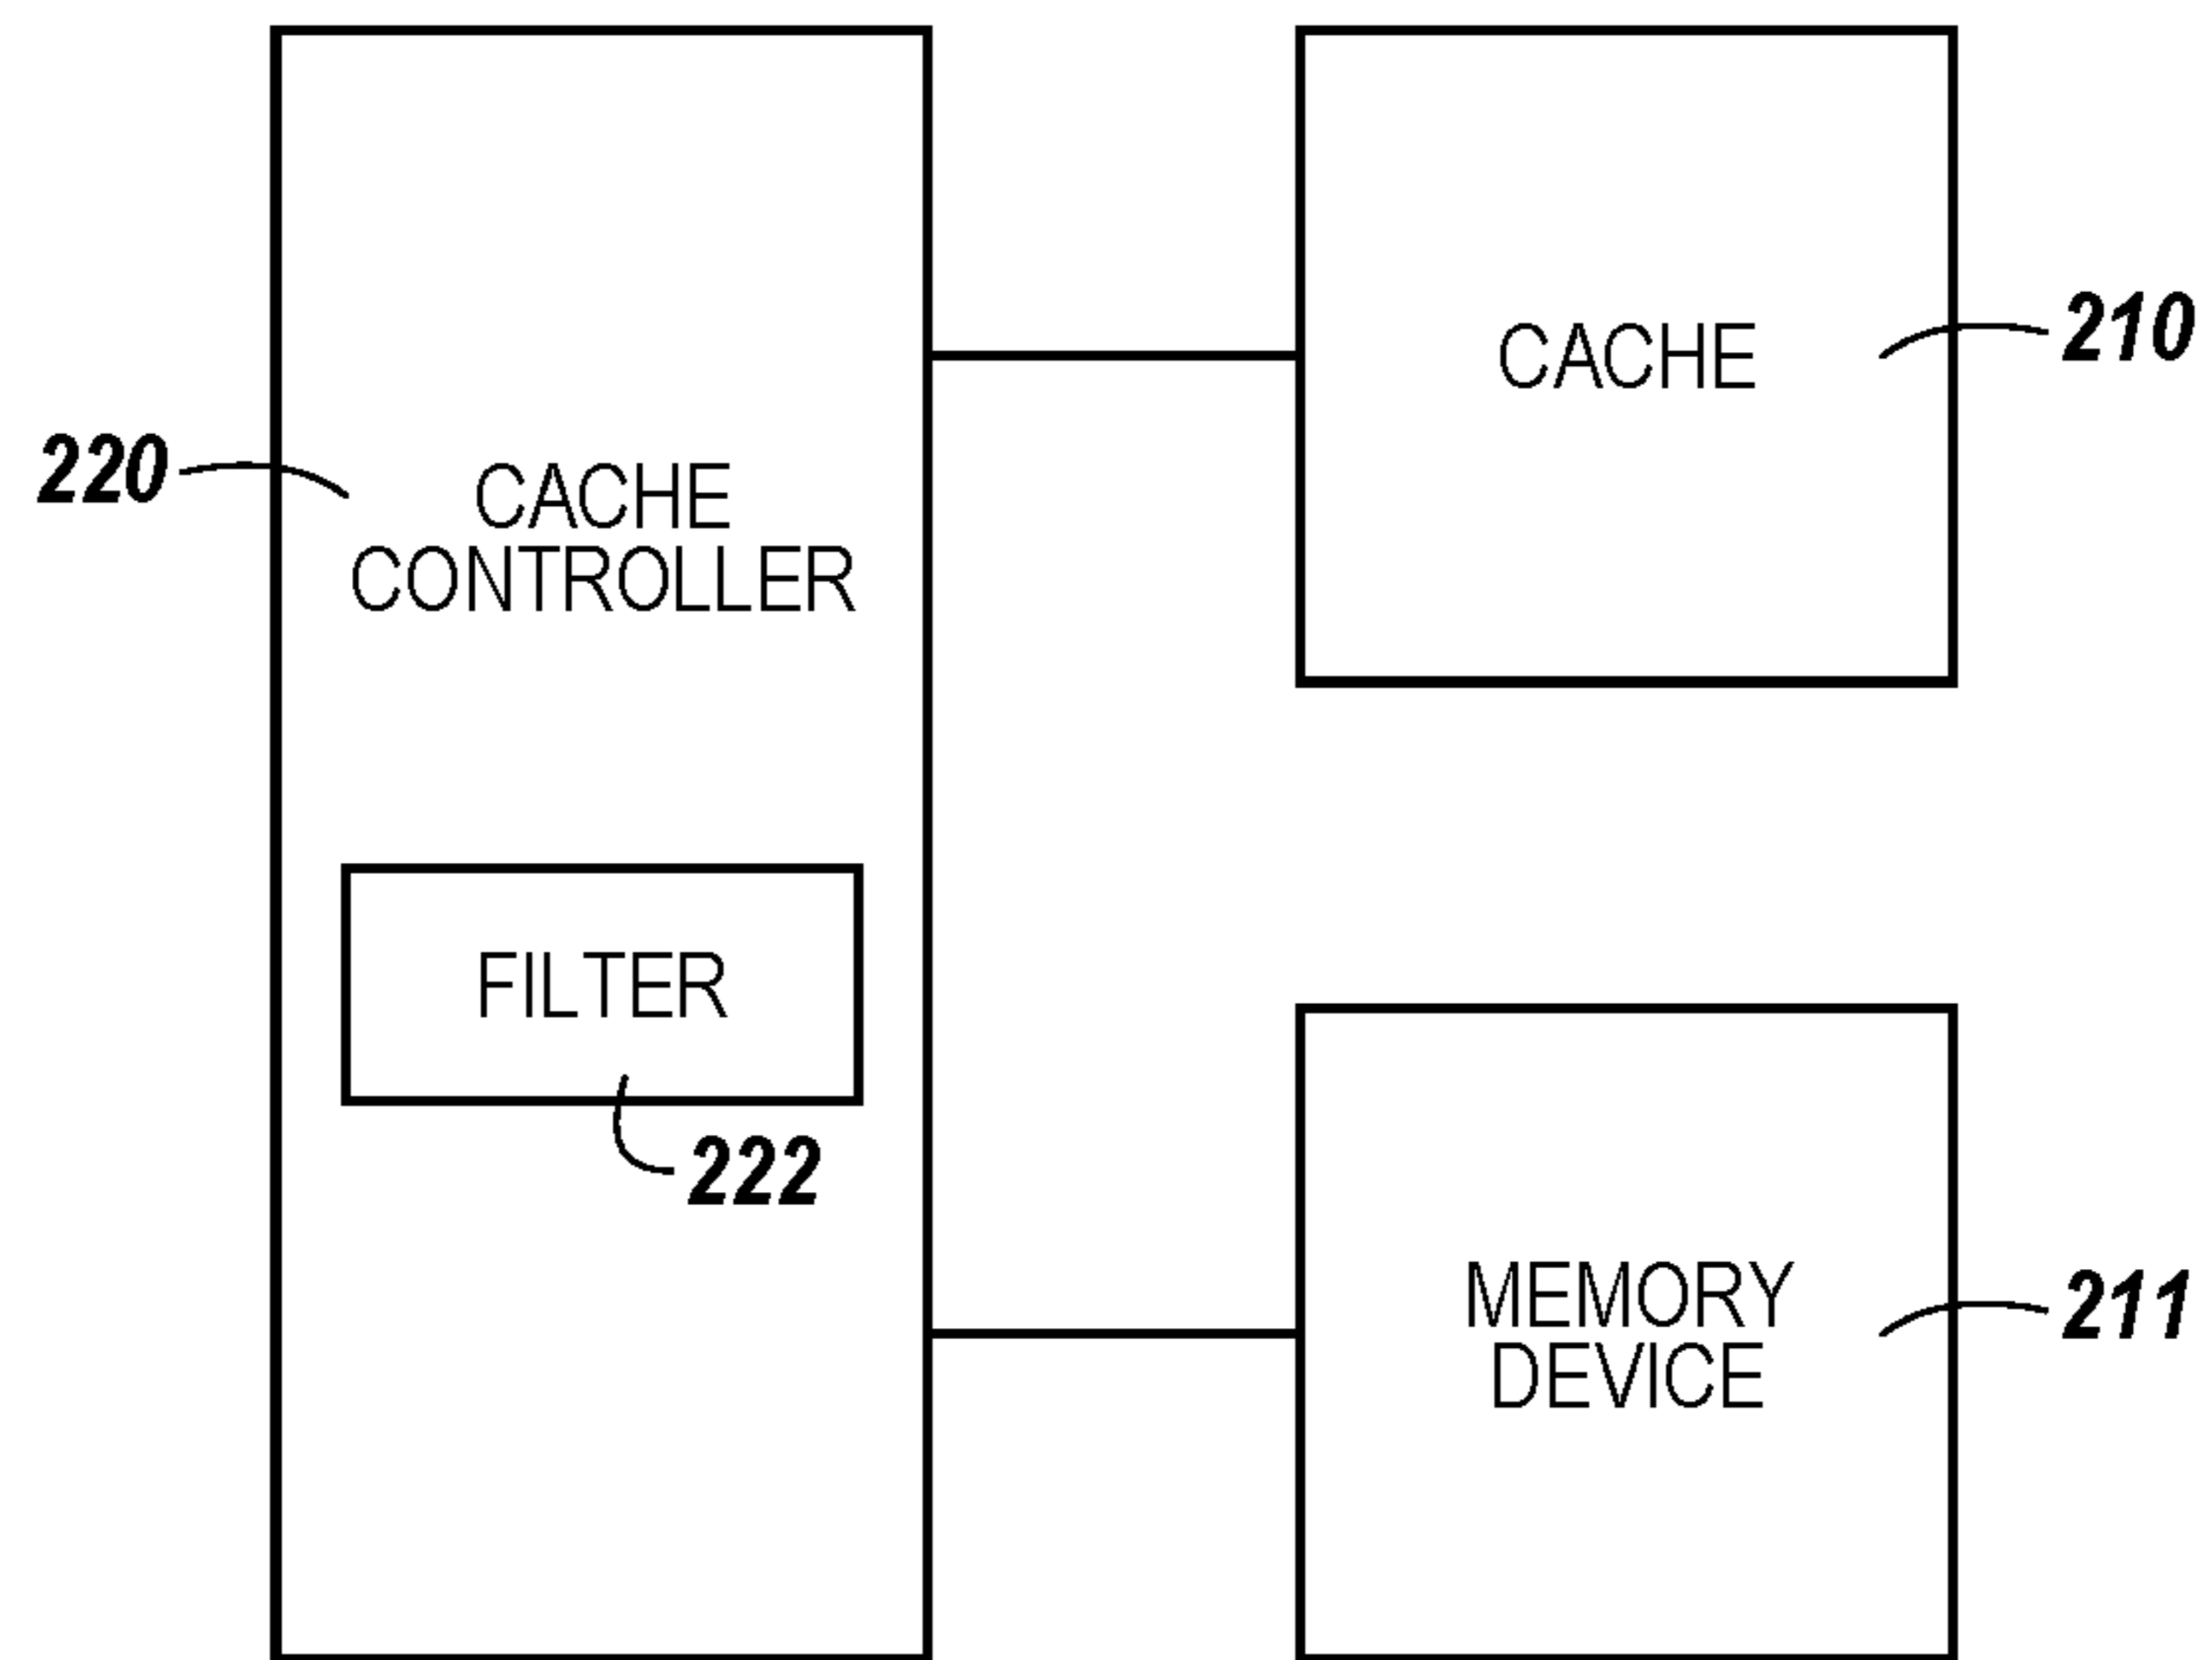 220
CACHE
CONTROLLER
FILTER
222
CACHE
210
MEMORY
DEVICE
211